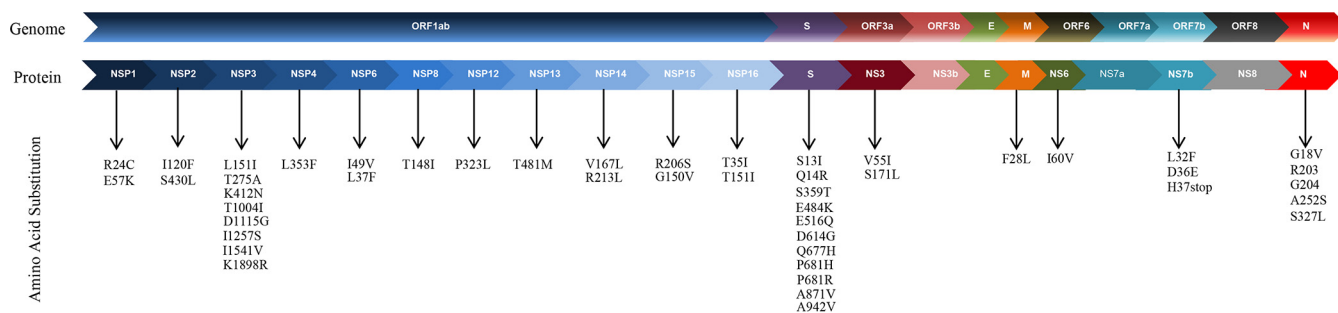 Genome
ORF1ab S ORF3a ORF3b E M ORF6 ORF7a ORF7b ORF8 N
Protein
NSP1 NSP2 NSP3 NSP4 NSP6 NSP8 NSP12 NSP13 NSP14 NSP15 NSP16 S NS3 NS3b E M NS6 NS7a NS7b NS8 N
Amino Acid Substitution
R24C
E57K
I120F
S430L
L151I
T275A
K412N
T1004I
D1115G
I1257S
I1541V
K1898R
L353F
I49V
L37F
T148I
P323L
T481M
V167L
R213L
R206S
G150V
T35I
T151I
S13I
Q14R
S359T
E484K
E516Q
D614G
Q677H
P681H
P681R
A871V
A942V
V55I
S171L
F28L
I60V
L32F
D36E
H37stop
G18V
R203
G204
A252S
S327L